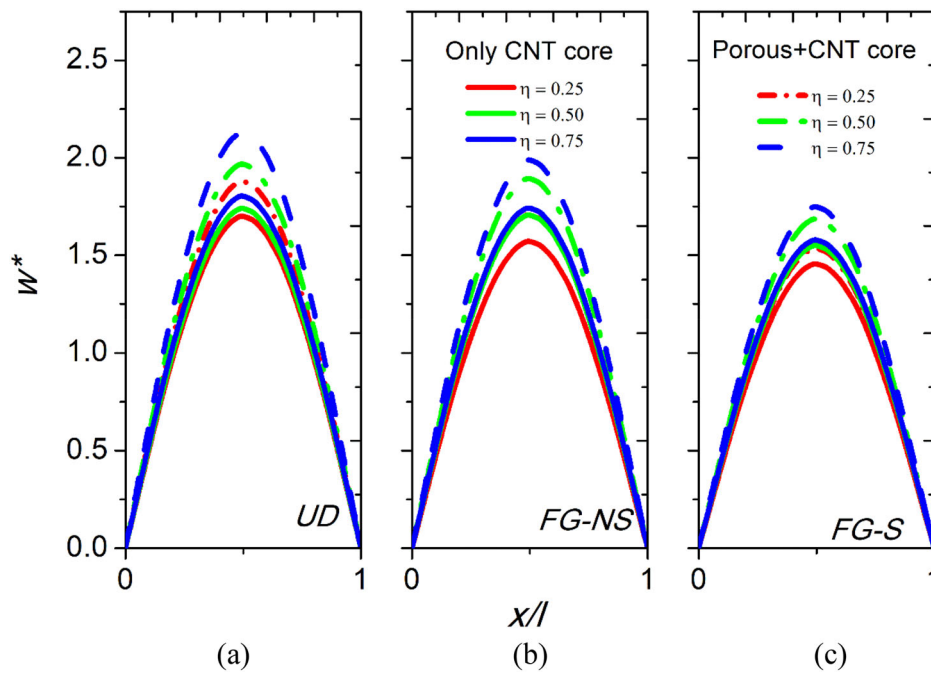 w*
2.5
2.0
1.5
1.0
0.5
0.0
UD
0
1
Only CNT core
η = 0.25
η = 0.50
η = 0.75
FG-NS
0
1
Porous+CNT core
η = 0.25
η = 0.50
η = 0.75
FG-S
0
1
x/l
(a)
(b)
(c)